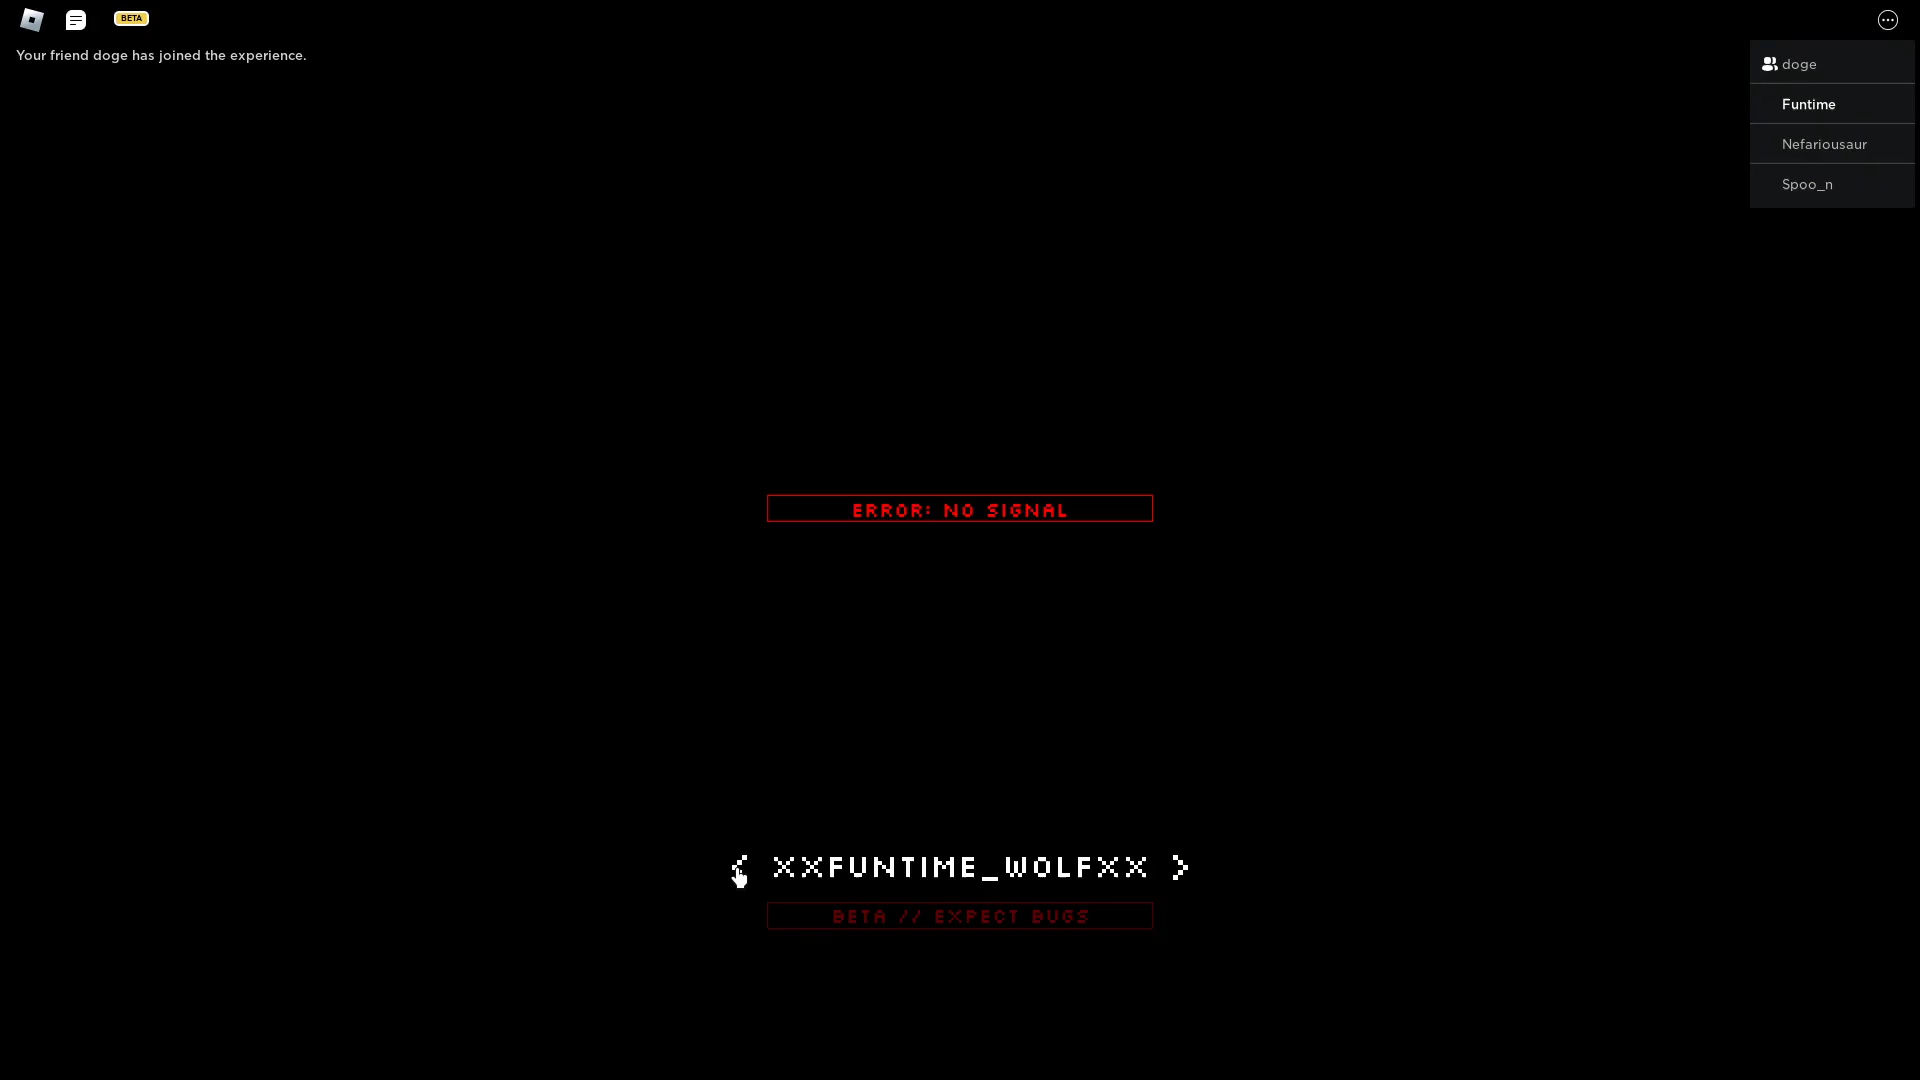 BETA
Your friend doge has joined the experience.
doge
Funtime
Nefariousaur
Spoo_n
ERROR: NO SIGNAL
< XXFUNTIME_WOLFXX >
BETA // EXPECT BUGS